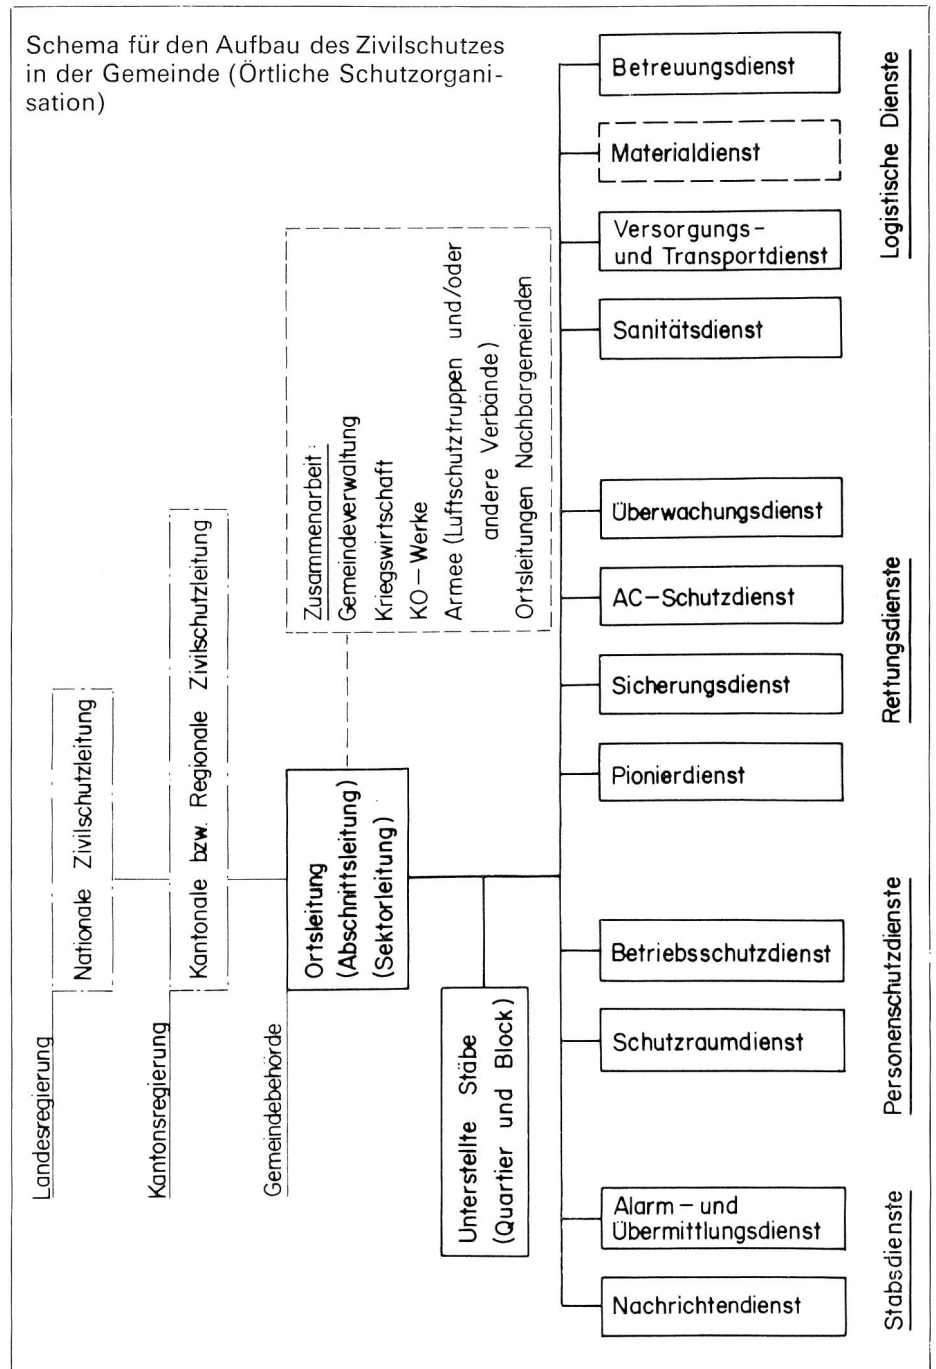 Schema für den Aufbau des Zivilschutzes
in der Gemeinde (Örtliche Schutzorgani-
sation)
Landesregierung
Nationale Zivilschutzleitung
Kantonsregierung
Kantonale bzw. Regionale Zivilschutzleitung
Gemeindebehörde
Ortsleitung
(Abschnittsleitung)
(Sektorleitung)
Zusammenarbeit:
Gemeindeverwaltung
Kriegswirtschaft
KO-Werke
Armee (Luftschutztruppen und/oder
andere Verbände)
Ortsleitungen Nachbargemeinden
Unterstellte Stäbe
(Quartier und Block)
Betreuungsdienst
Materialdienst
Versorgungs-
und Transportdienst
Sanitätsdienst
Logistische Dienste
Überwachungsdienst
AC-Schutzdienst
Sicherungsdienst
Pionierdienst
Rettungsdienste
Betriebsschutzdienst
Schutzraumdienst
Personenschutzdienste
Alarm- und
Übermittlungsdienst
Nachrichtendienst
Stabsdienste